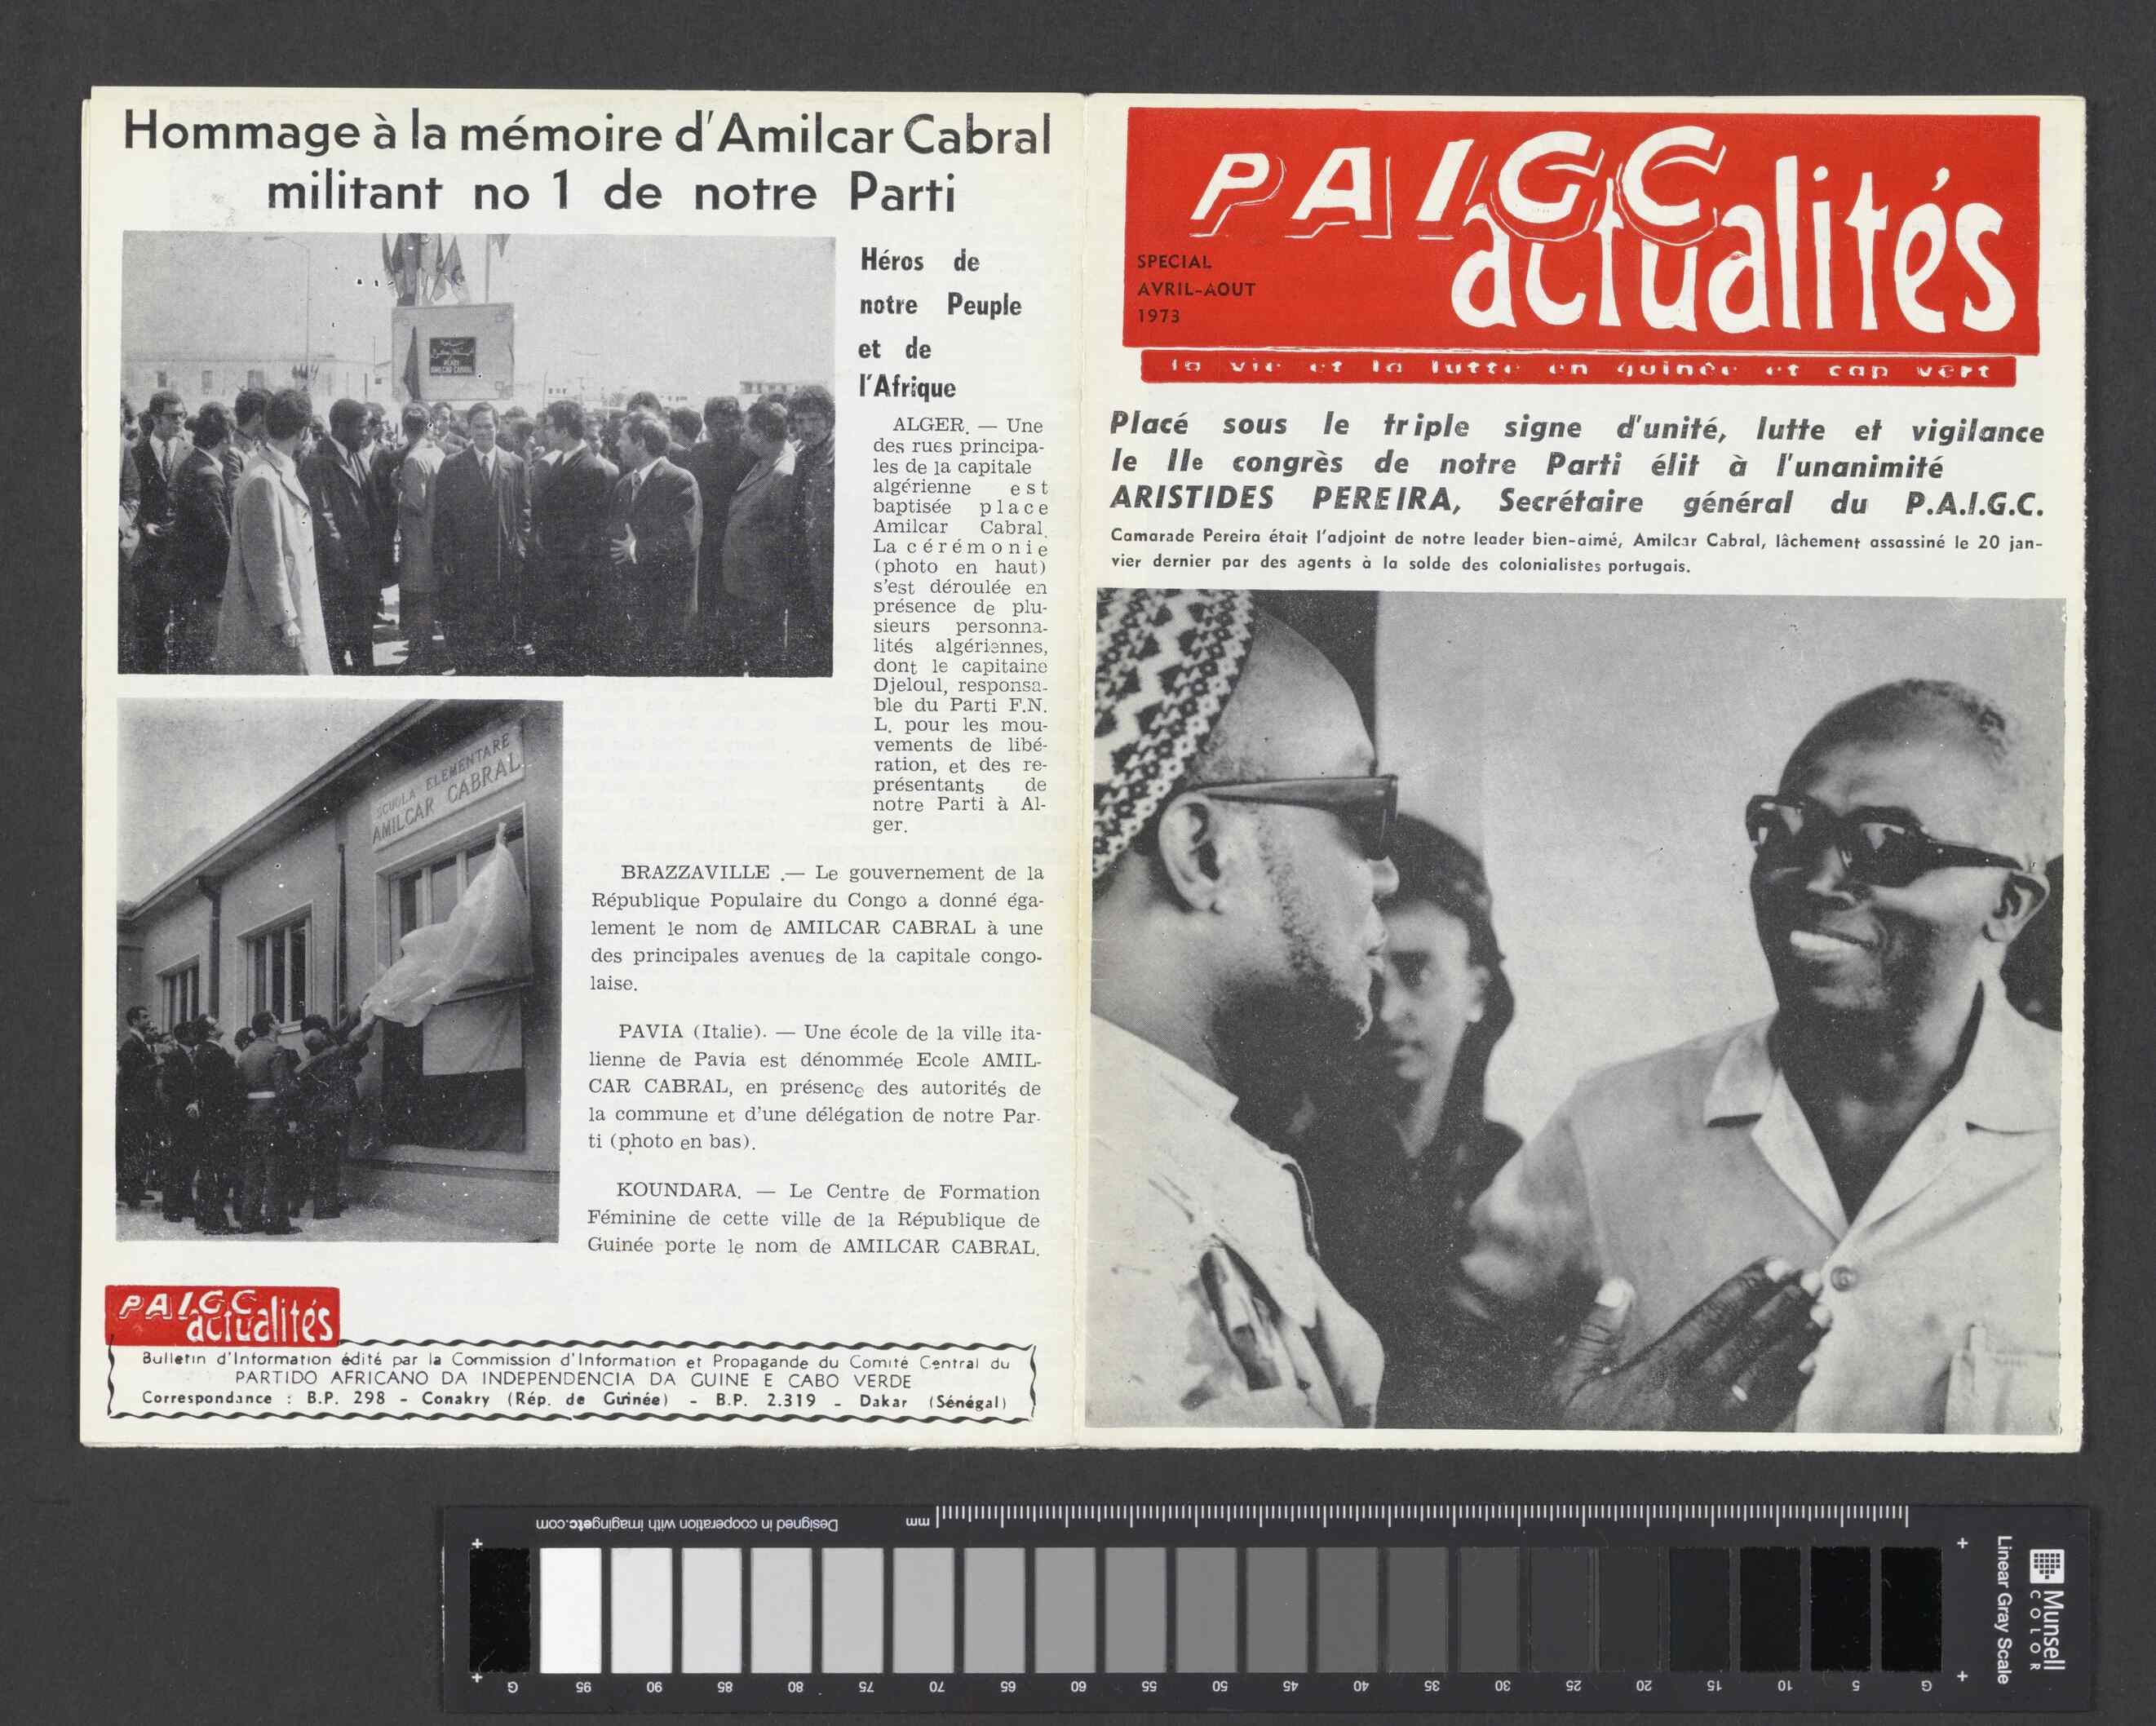 Hommage à la mémoire d'Amilcar Cabral
militant no 1 de notre Parti
PLACE
AMILCAR CABRAL
Héros de
notre Peuple
et de
l'Afrique
ALGER. — Une
des rues principa-
les de la capitale
algérienne est
baptisée place
Amilcar Cabral.
La cérémonie
(photo en haut)
s'est déroulée en
présence de plu-
sieurs personna-
lités algériennes,
dont le capitaine
Djeloul, responsa-
ble du Parti F.N.
L. pour les mou-
vements de libé-
ration, et des re-
présentants de
notre Parti à Al-
ger.
SCUOLA ELEMENTARE
AMILCAR CABRAL
BRAZZAVILLE .— Le gouvernement de la
République Populaire du Congo a donné éga-
lement le nom de AMILCAR CABRAL à une
des principales avenues de la capitale congo-
laise.
PAVIA (Italie). — Une école de la ville ita-
lienne de Pavia est dénommée Ecole AMIL-
CAR CABRAL, en présence des autorités de
la commune et d'une délégation de notre Par-
ti (photo en bas).
KOUNDARA. — Le Centre de Formation
Féminine de cette ville de la République de
Guinée porte le nom de AMILCAR CABRAL.
PAIGC
actualités
Bulletin d'Information édité par la Commission d'Information et Propagande du Comité Central du
PARTIDO AFRICANO DA INDEPENDENCIA DA GUINE E CABO VERDE
Correspondance : B.P. 298 - Conakry (Rép. de Guinée) - B.P. 2.319 - Dakar (Sénégal)
PAIGC
actualités
SPECIAL
AVRIL-AOUT
1973
la vie et la lutte en guinée et cap vert
Placé sous le triple signe d'unité, lutte et vigilance
le IIe congrès de notre Parti élit à l'unanimité
ARISTIDES PEREIRA, Secrétaire général du P.A.I.G.C.
Camarade Pereira était l'adjoint de notre leader bien-aimé, Amilcar Cabral, lâchement assassiné le 20 jan-
vier dernier par des agents à la solde des colonialistes portugais.
Designed in cooperation with imagingetc.com
mm
G 95 90 85 80 75 70 65 60 55 50 45 40 35 30 25 20 15 10 5 G
Linear Gray Scale
Munsell
COLOR